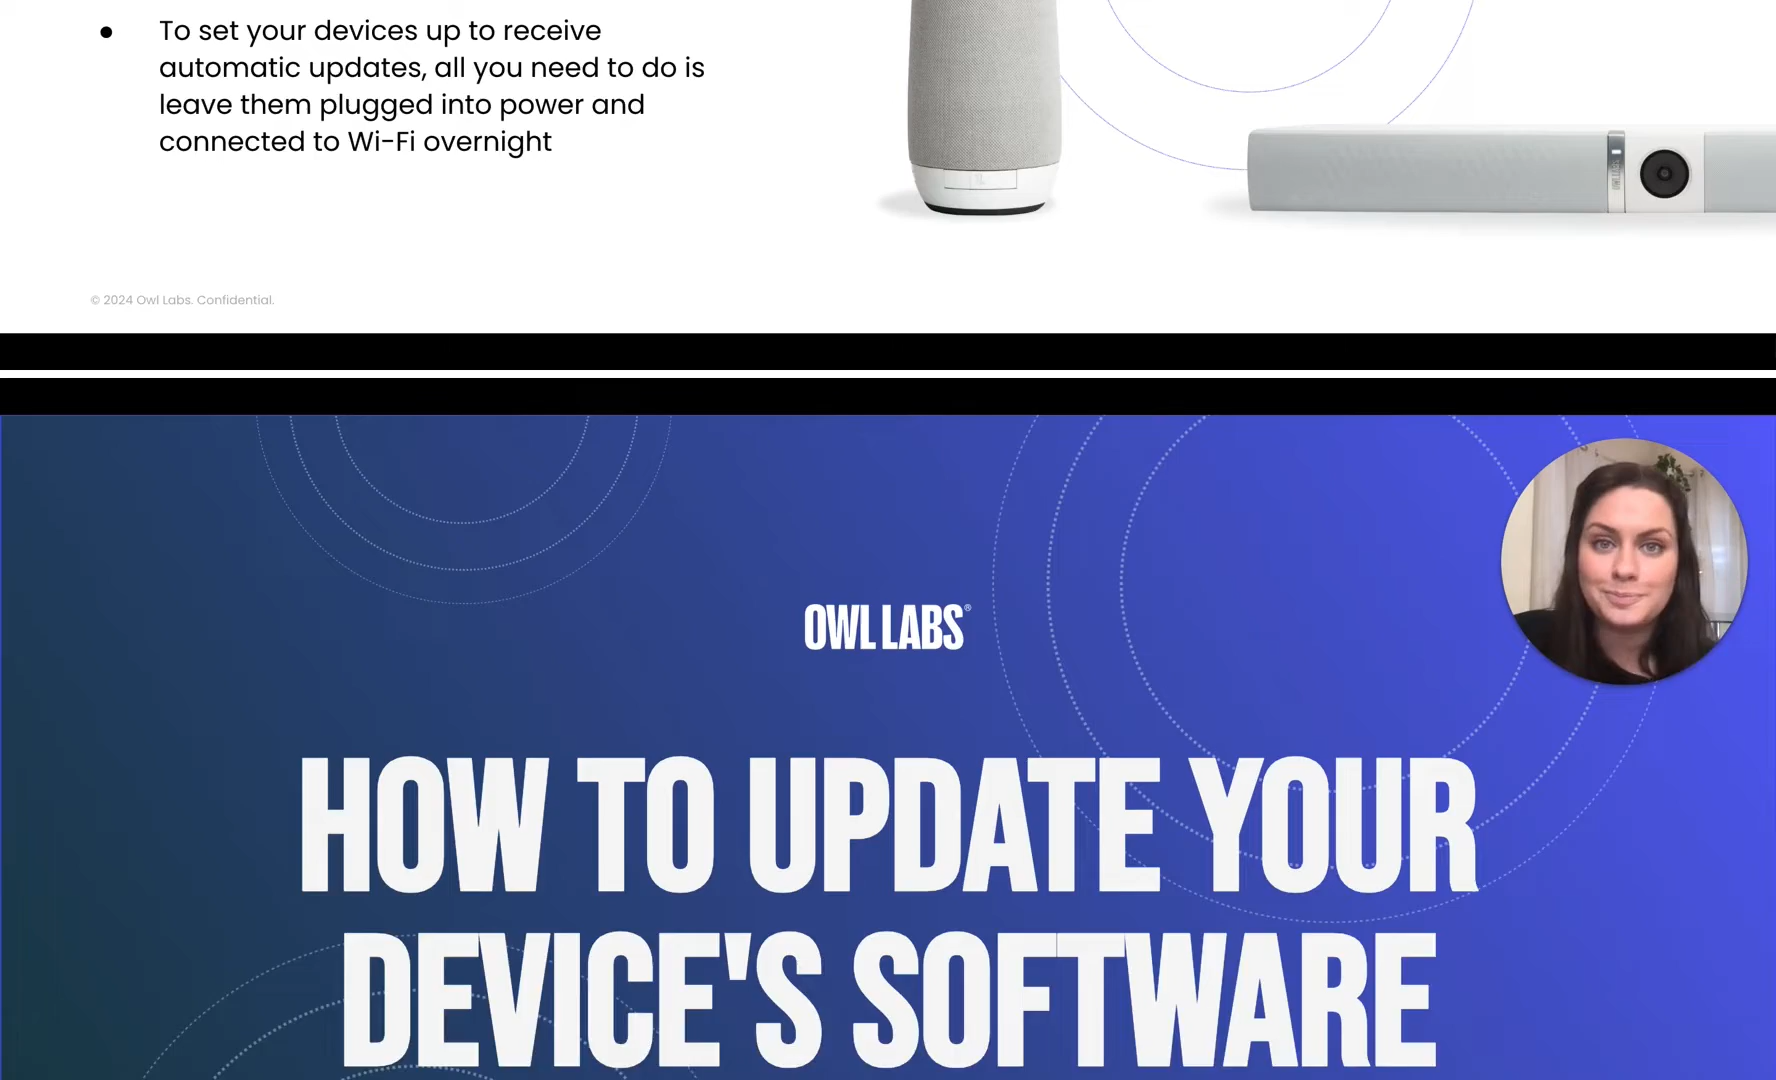 ● To set your devices up to receive
automatic updates, all you need to do is
leave them plugged into power and
connected to Wi-Fi overnight
© 2024 Owl Labs. Confidential.
OWL LABS®
HOW TO UPDATE YOUR
DEVICE'S SOFTWARE